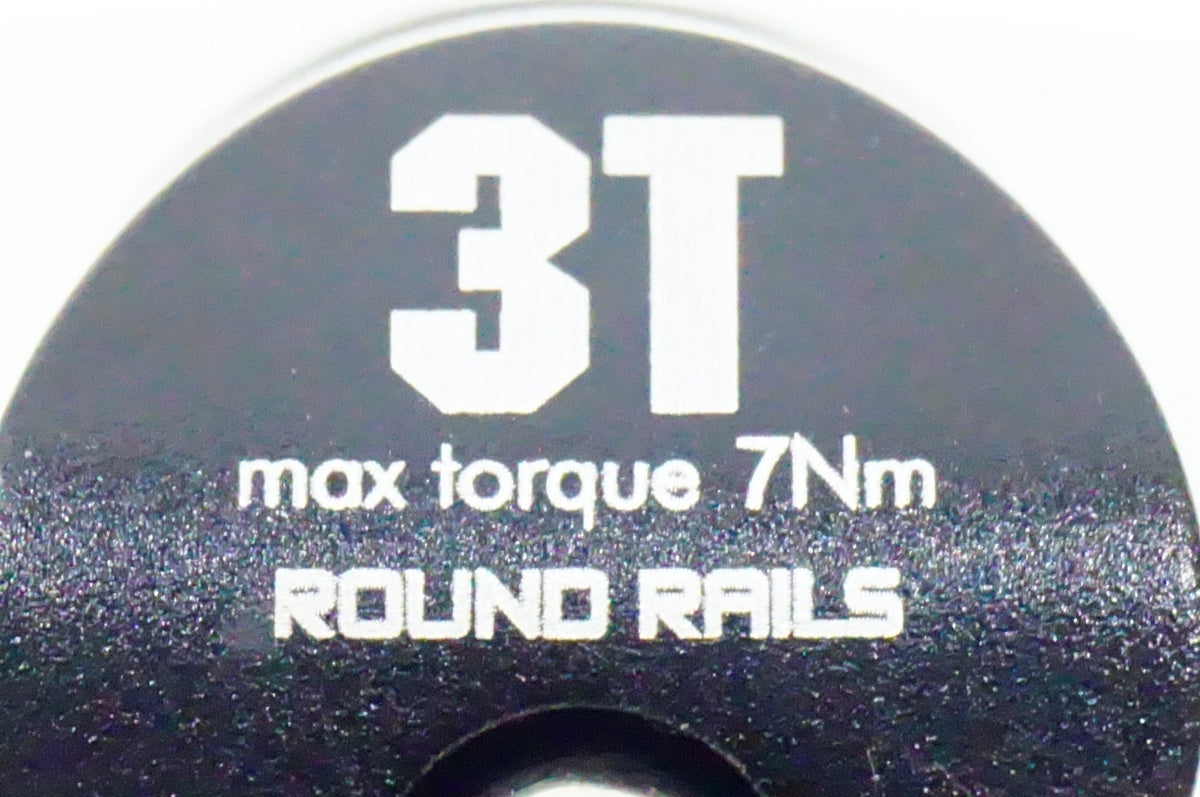 3T
max torque 7Nm
ROUND RAILS